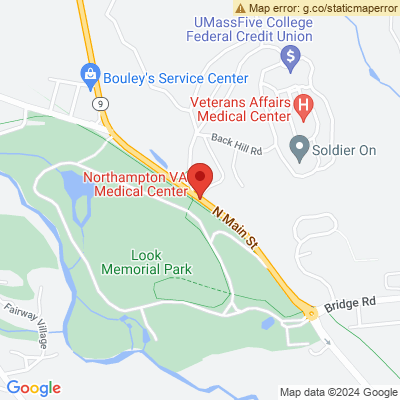 Map error: g.co/staticmaperror
UMassFive College
Federal Credit Union
Bouley's Service Center
9
Veterans Affairs
Medical Center
H
Back Hill Rd
Soldier On
Northampton VA
Medical Center
N Main St
Look
Memorial Park
Bridge Rd
Fairway Village
Google
Map data ©2024 Google